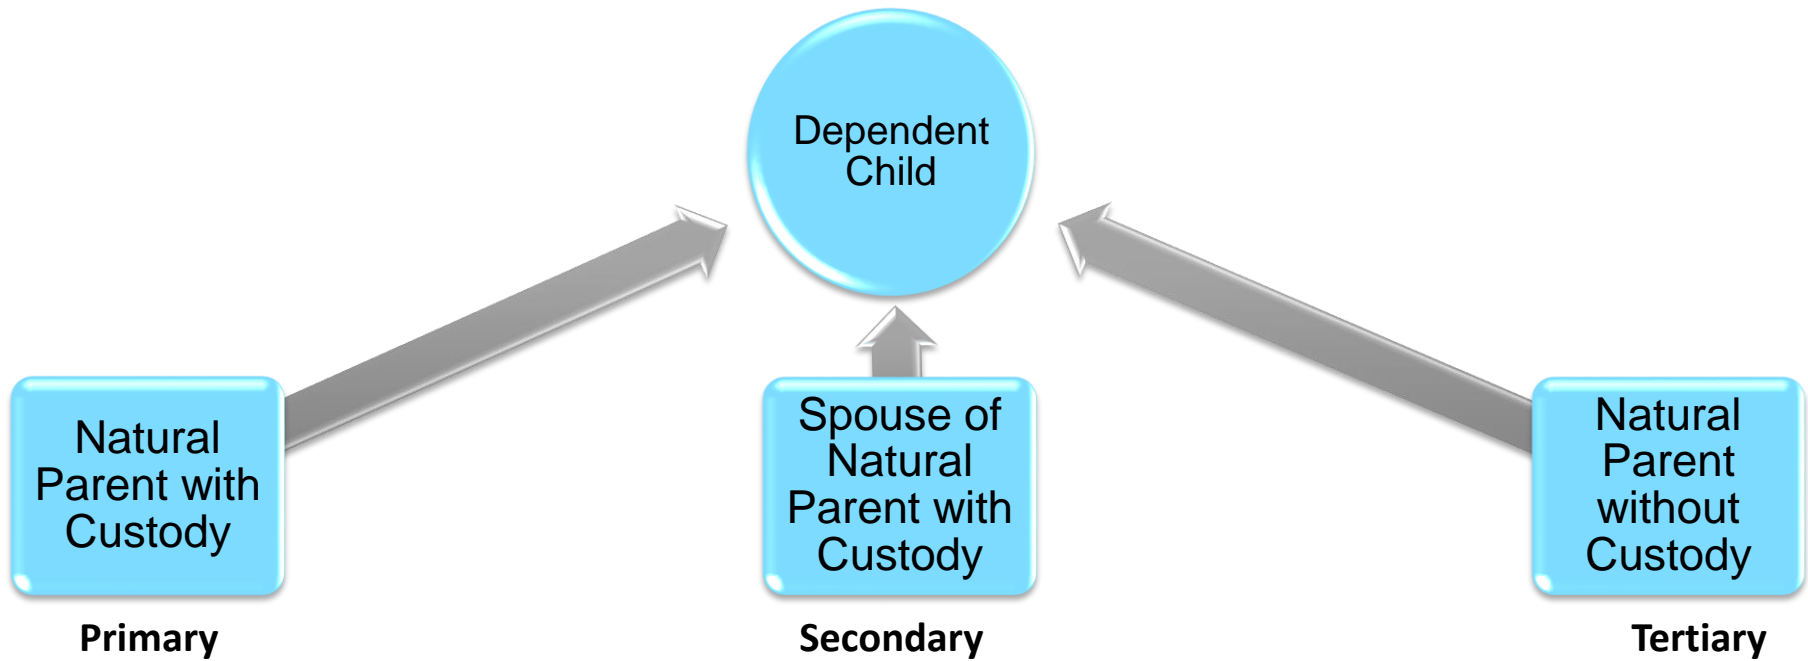 Dependent
Child
Natural
Parent with
Custody
Spouse of
Natural
Parent with
Custody
Natural
Parent
without
Custody
Primary
Secondary
Tertiary